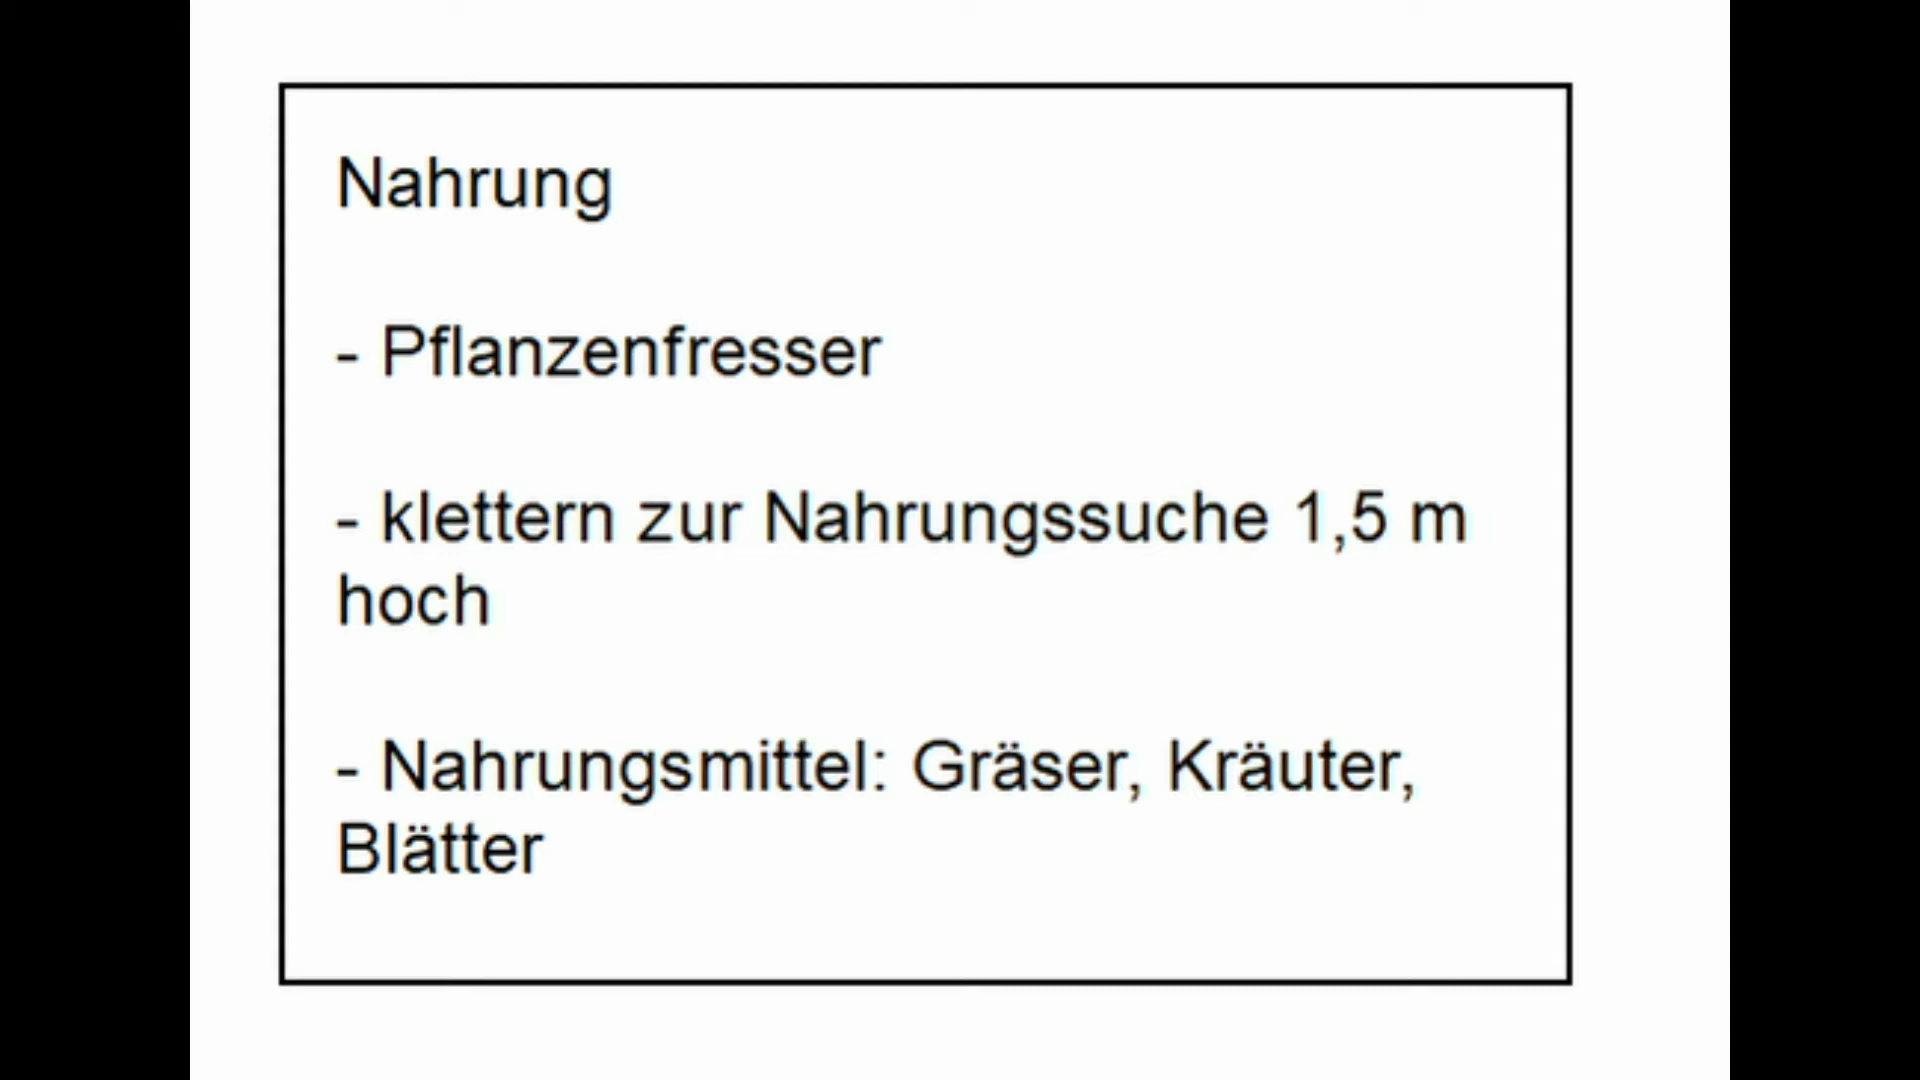 Nahrung
- Pflanzenfresser
- klettern zur Nahrungssuche 1,5 m
hoch
- Nahrungsmittel: Gräser, Kräuter,
Blätter